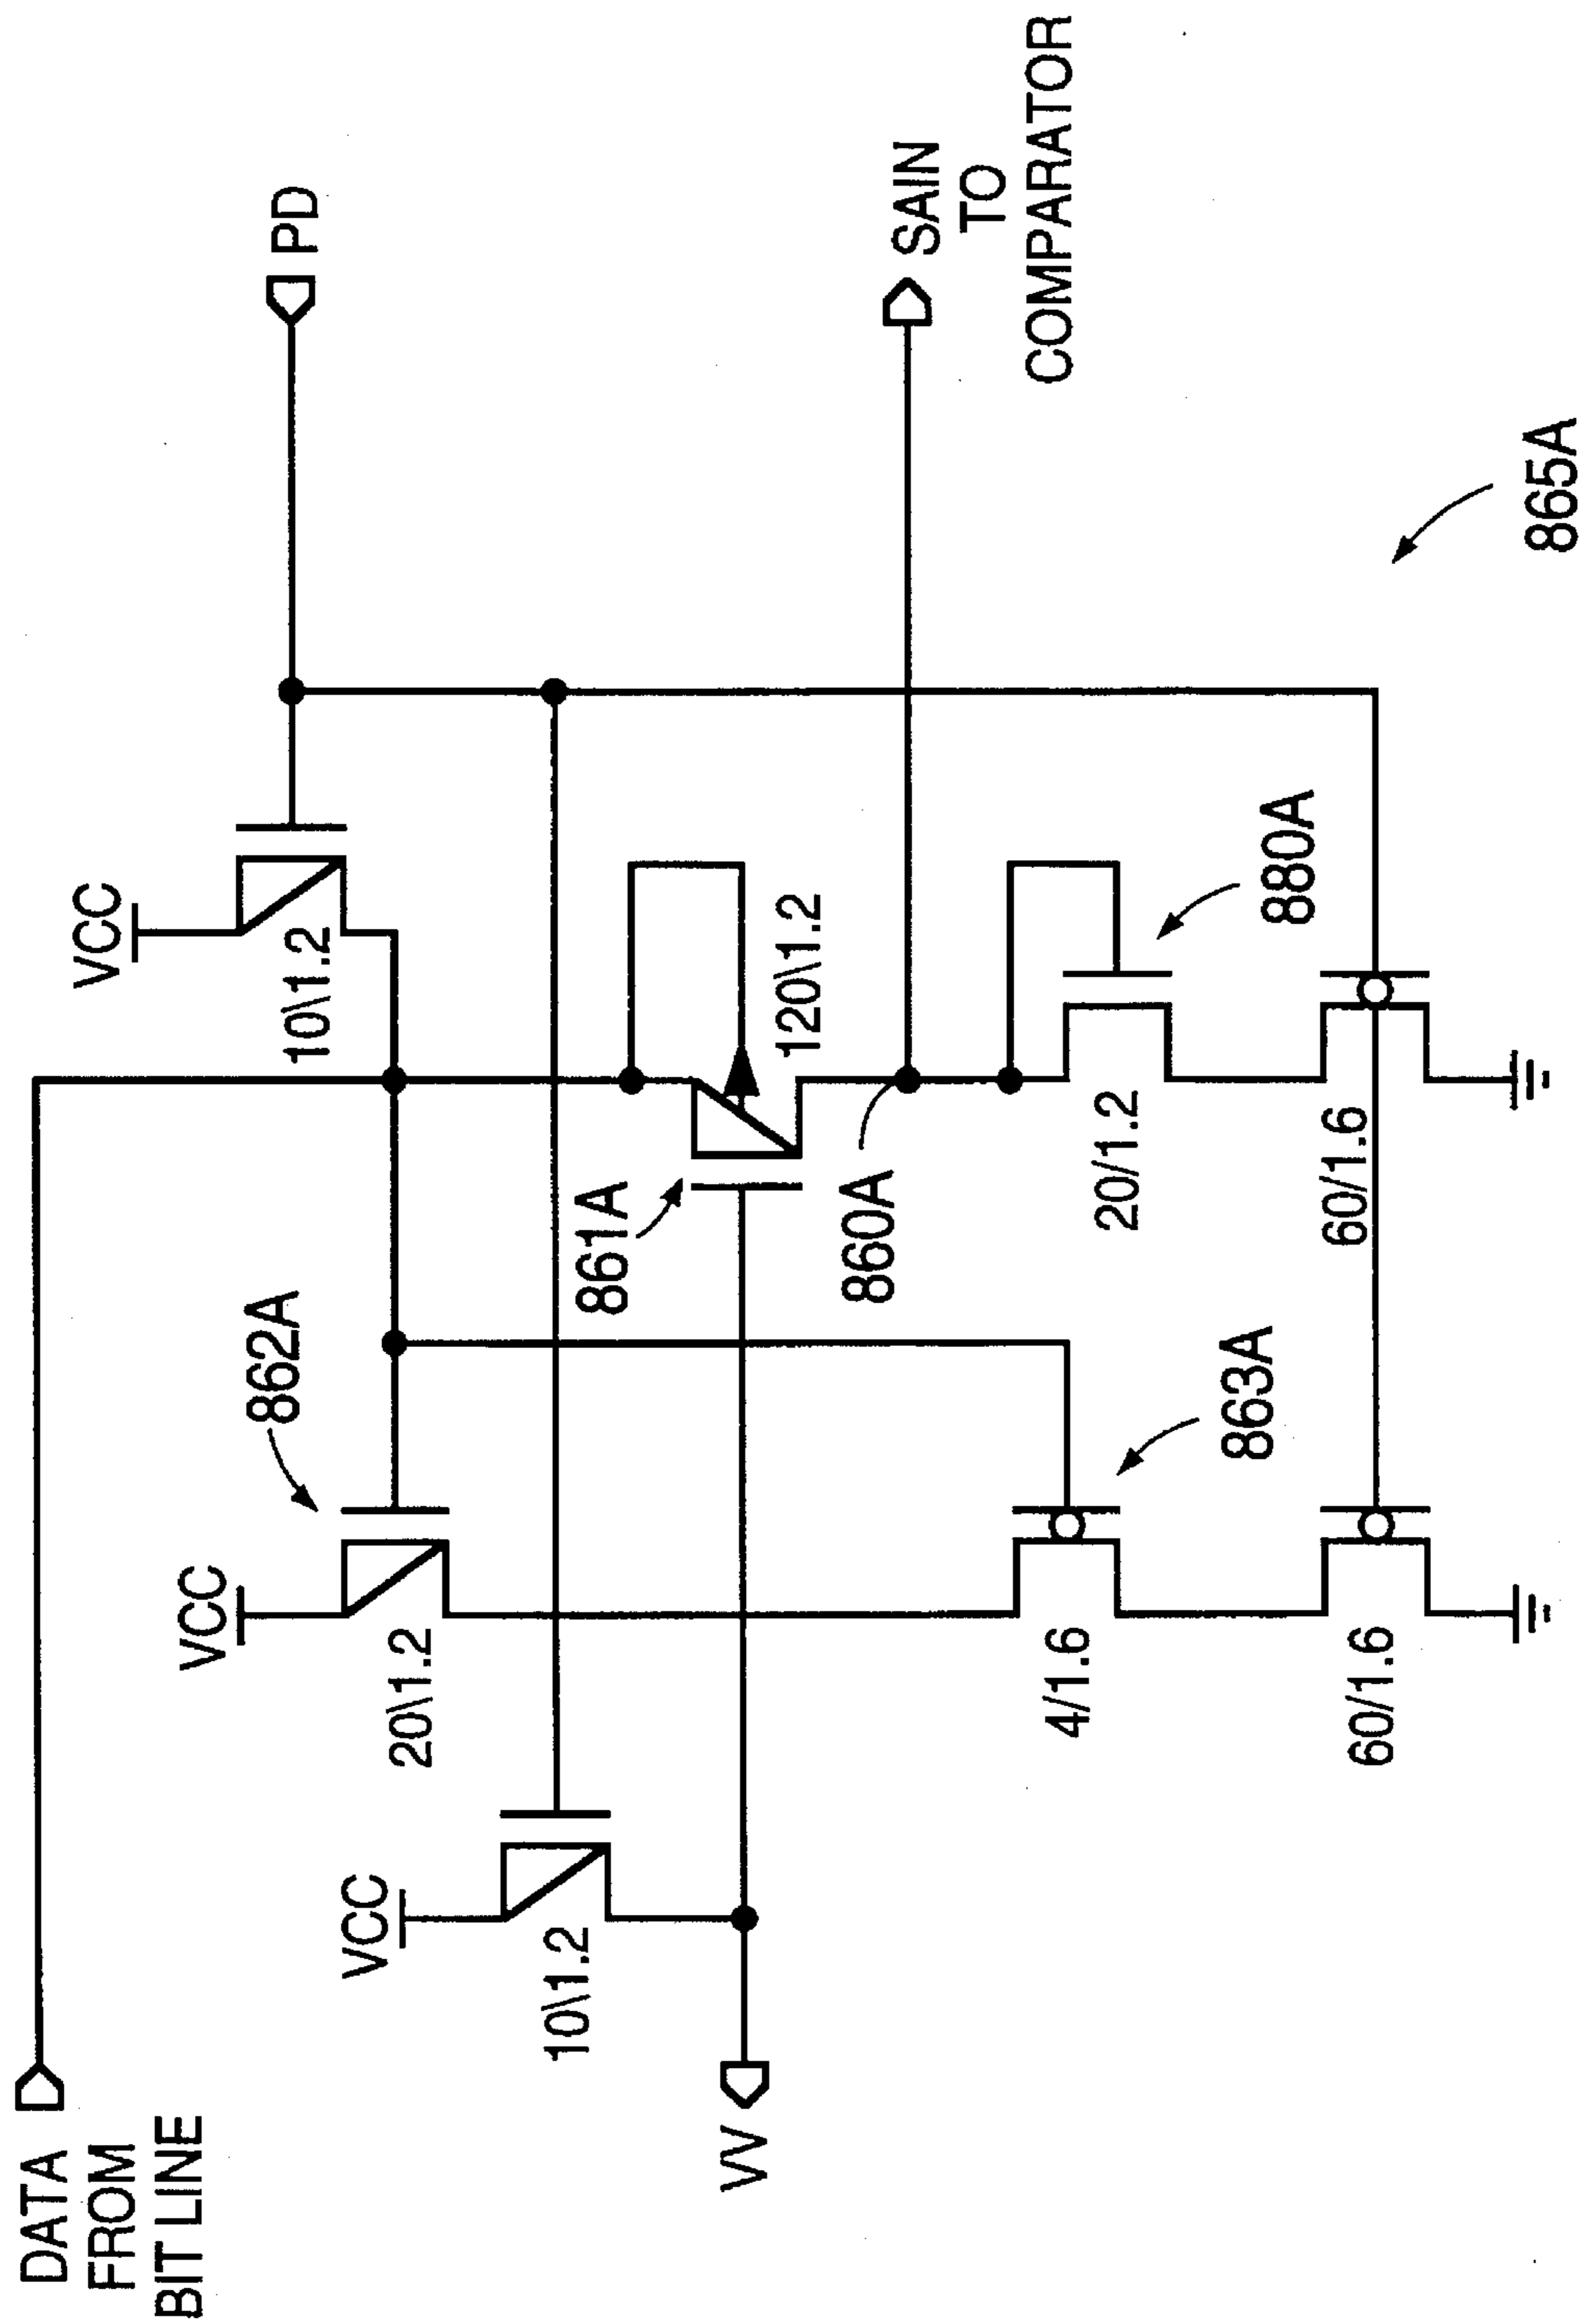 DATA
FROM
BIT LINE
VCC
10\1.2
PD
VCC
20\1.2
862A
VCC
10\1.2
VV
861A
120\1.2
860A
SAIN
TO
COMPARATOR
4/1.6
863A
20/1.2
880A
60/1.6
60/1.6
865A